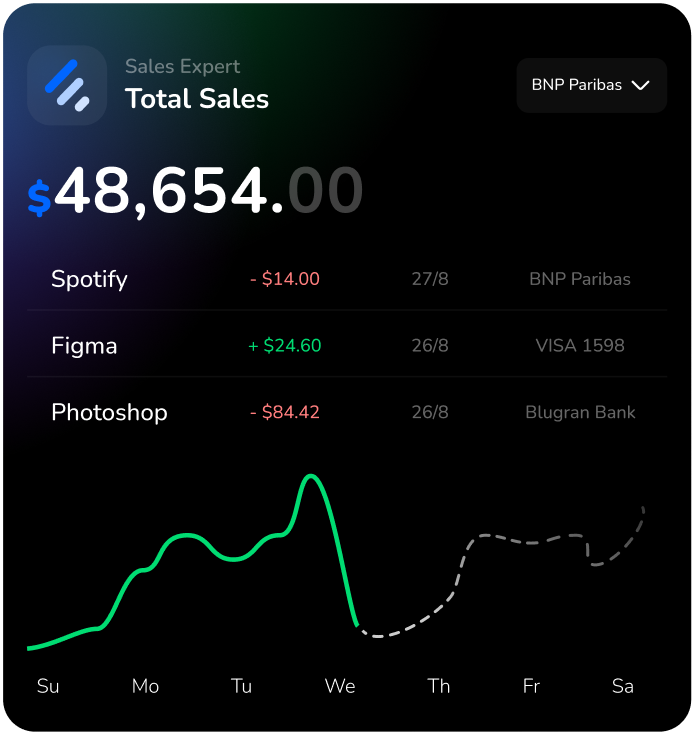 Sales Expert
Total Sales
BNP Paribas
$48,654.00
Spotify - $14.00 27/8 BNP Paribas
Figma + $24.60 26/8 VISA 1598
Photoshop - $84.42 26/8 Blugran Bank
Su Mo Tu We Th Fr Sa